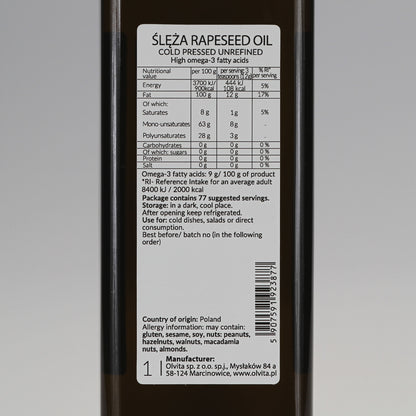 ŚLĘŻA RAPESEED OIL
COLD PRESSED UNREFINED
High omega-3 fatty acids
Nutritional value per 100 g per serving: 3 teaspoons (12g) % RI* per serving
Energy 3700 kJ/ 900kcal 444 kJ 108 kcal 5%
Fat 100 g 12 g 17%
Of which:
Saturates 8 g 1 g 5%
Mono-unsaturates 63 g 8 g -
Polyunsaturates 28 g 3 g
Carbohydrates 0 g 0 g 0 %
Of which: sugars 0 g 0 g 0 %
Protein 0 g 0 g 0 %
Salt 0 g 0 g 0 %
Omega-3 fatty acids: 9 g/ 100 g of product
*RI- Reference Intake for an average adult
8400 kJ / 2000 kcal
Package contains 77 suggested servings.
Storage: in a dark, cool place.
After opening keep refrigerated.
Use for: cold dishes, salads or direct
consumption.
Best before/ batch no (in the following
order)
Country of origin: Poland
Allergy information: may contain:
gluten, sesame, soy, nuts: peanuts,
hazelnuts, walnuts, macadamia
nuts, almonds.
5907591923877
1 Manufacturer:
Olvita sp. z o.o. sp.j., Mysłaków 84 a
58-124 Marcinowice, www.olvita.pl